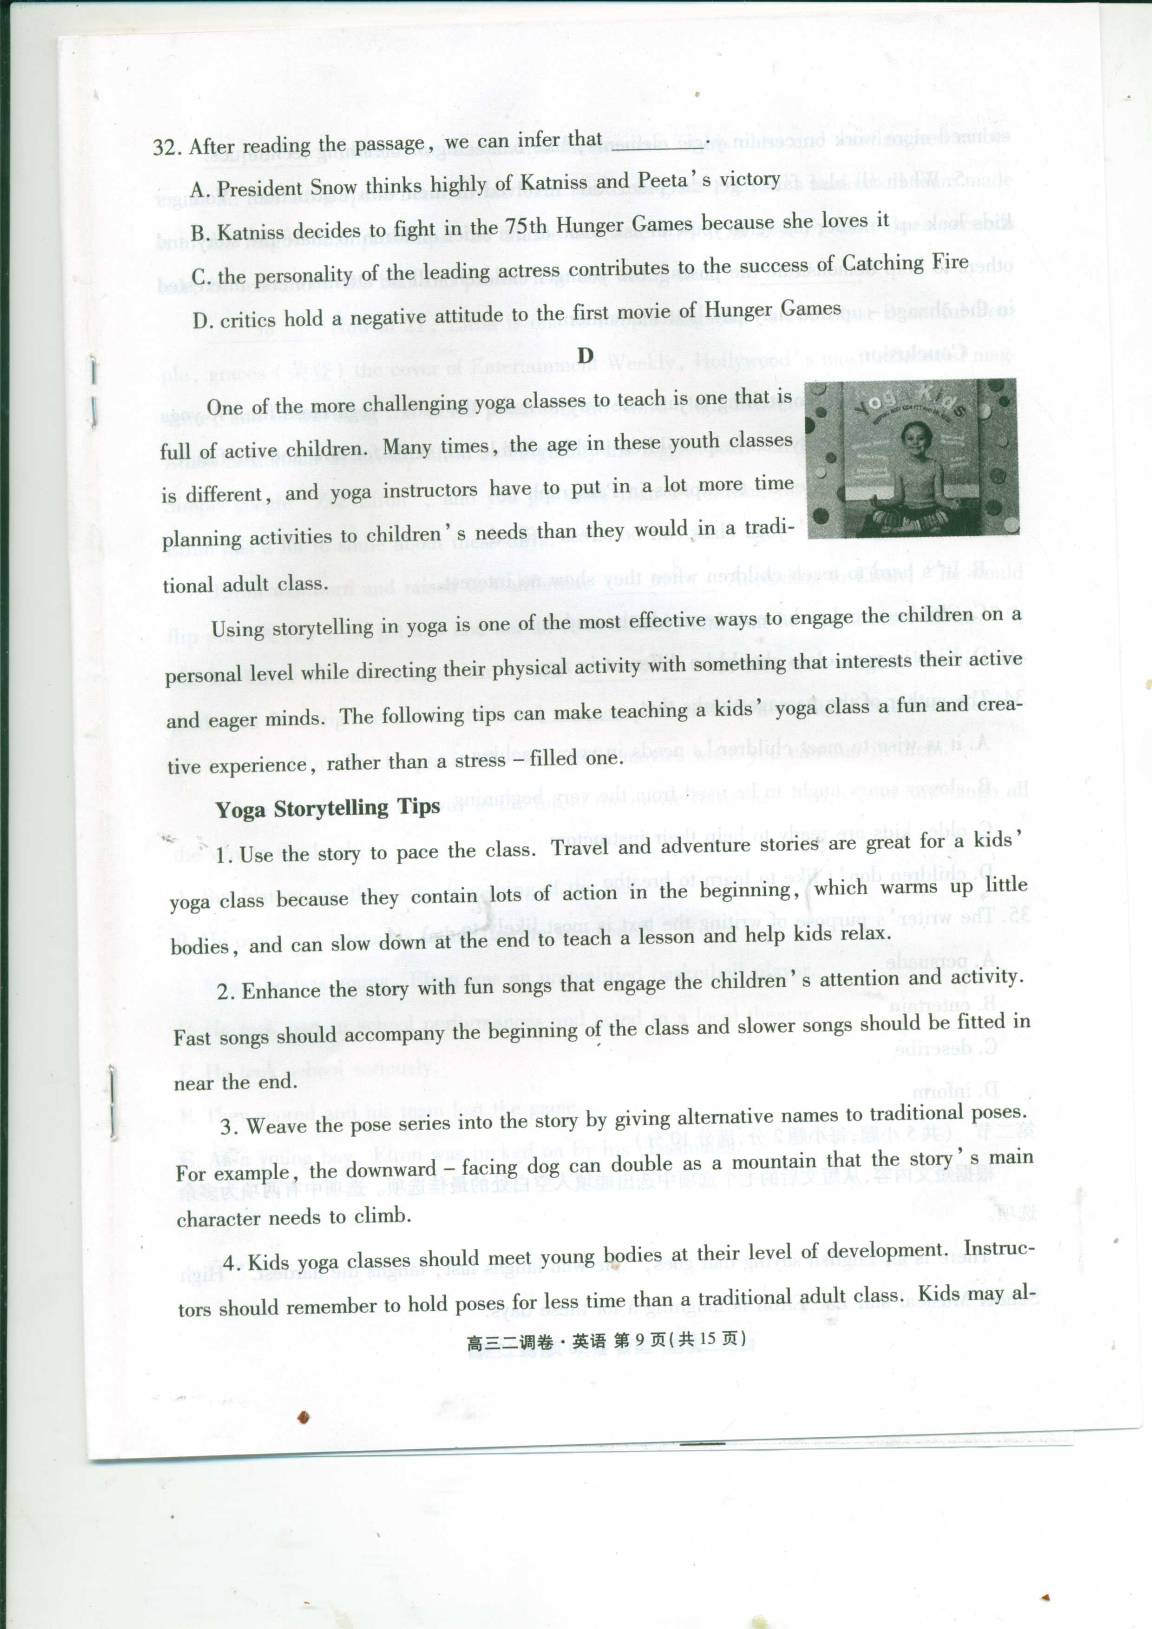 32. After reading the passage, we can infer that ________.
A. President Snow thinks highly of Katniss and Peeta's victory
B. Katniss decides to fight in the 75th Hunger Games because she loves it
C. the personality of the leading actress contributes to the success of Catching Fire
D. critics hold a negative attitude to the first movie of Hunger Games
D
One of the more challenging yoga classes to teach is one that is
full of active children. Many times, the age in these youth classes
is different, and yoga instructors have to put in a lot more time
planning activities to children's needs than they would in a tradi-
tional adult class.
Yoga Kids
Using storytelling in yoga is one of the most effective ways to engage the children on a
personal level while directing their physical activity with something that interests their active
and eager minds. The following tips can make teaching a kids' yoga class a fun and crea-
tive experience, rather than a stress-filled one.
Yoga Storytelling Tips
1. Use the story to pace the class. Travel and adventure stories are great for a kids'
yoga class because they contain lots of action in the beginning, which warms up little
bodies, and can slow down at the end to teach a lesson and help kids relax.
2. Enhance the story with fun songs that engage the children's attention and activity.
Fast songs should accompany the beginning of the class and slower songs should be fitted in
near the end.
3. Weave the pose series into the story by giving alternative names to traditional poses.
For example, the downward-facing dog can double as a mountain that the story's main
character needs to climb.
4. Kids yoga classes should meet young bodies at their level of development. Instruc-
tors should remember to hold poses for less time than a traditional adult class. Kids may al-
高三二调卷·英语 第 9 页(共 15 页)